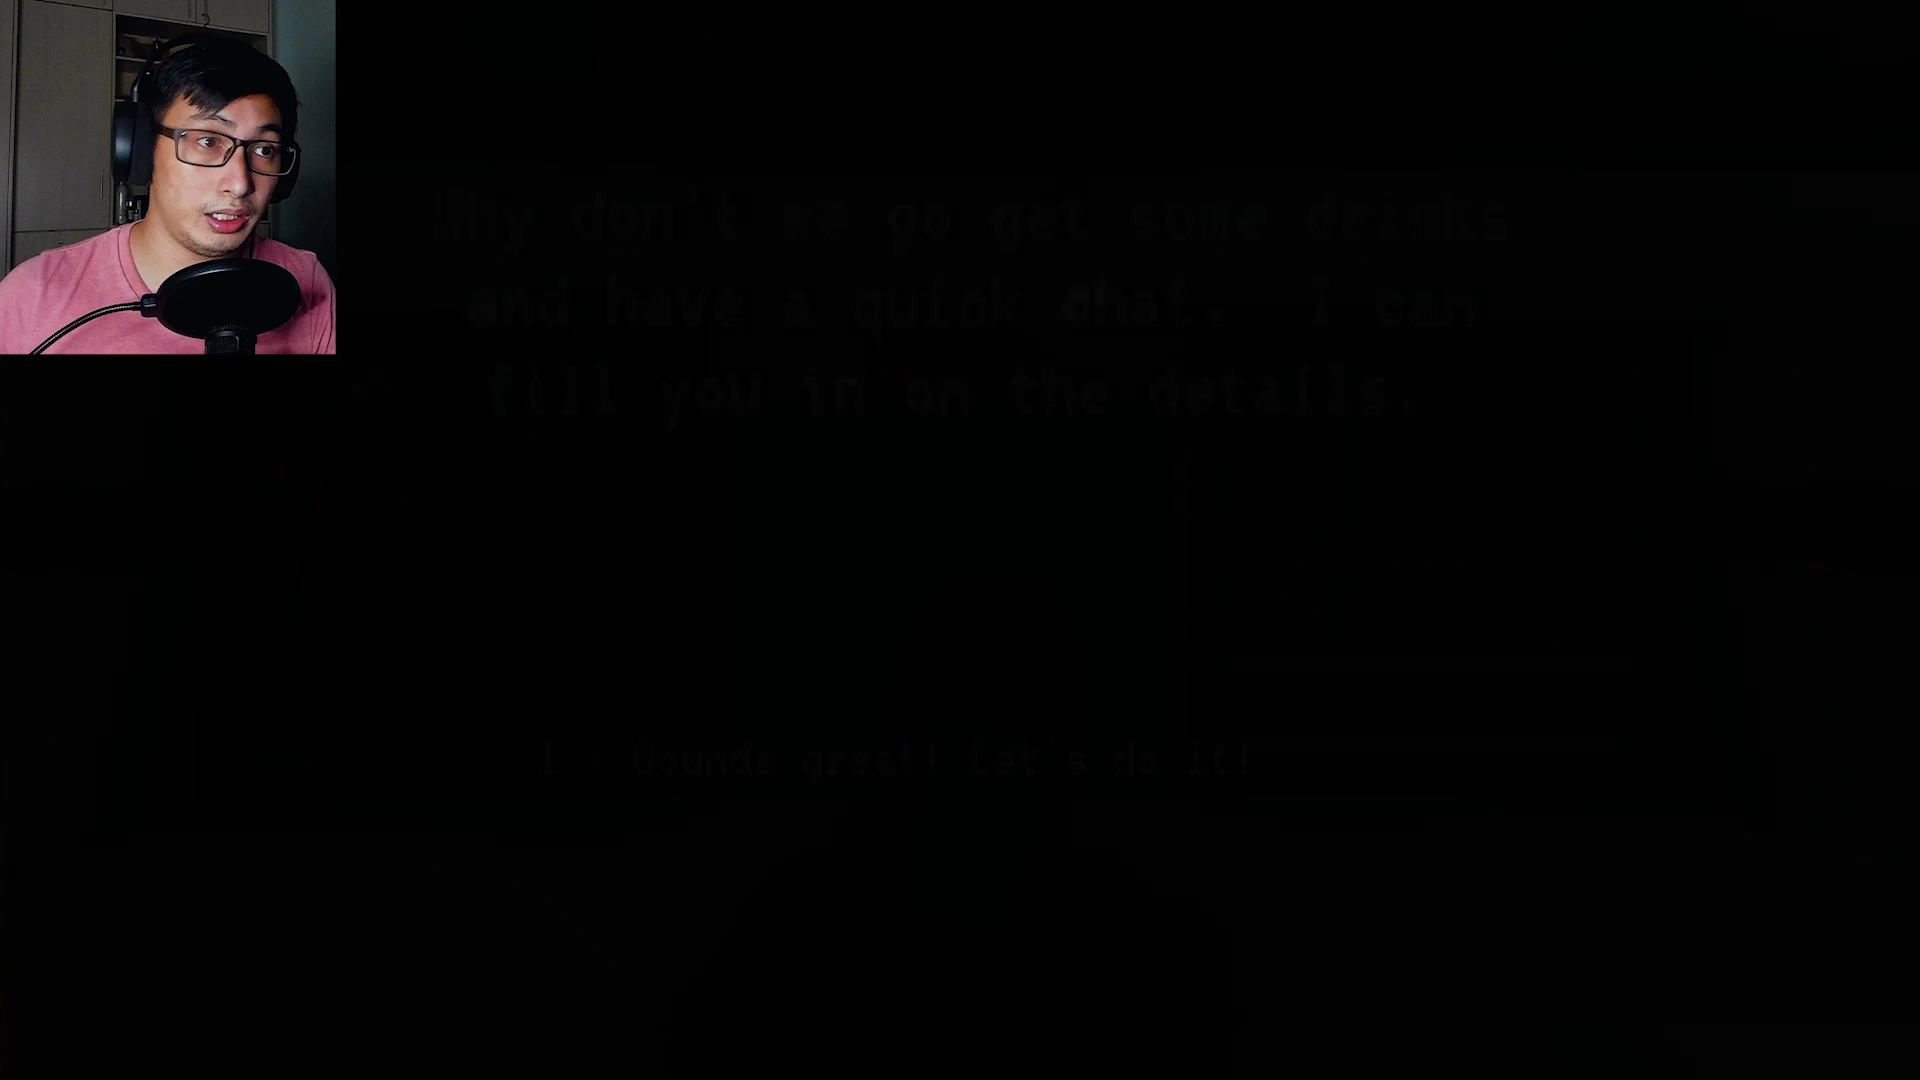 Why don't we go get some drinks
and have a quick chat. I can
fill you in on the details.
1 - Sounds great! Let's do it!